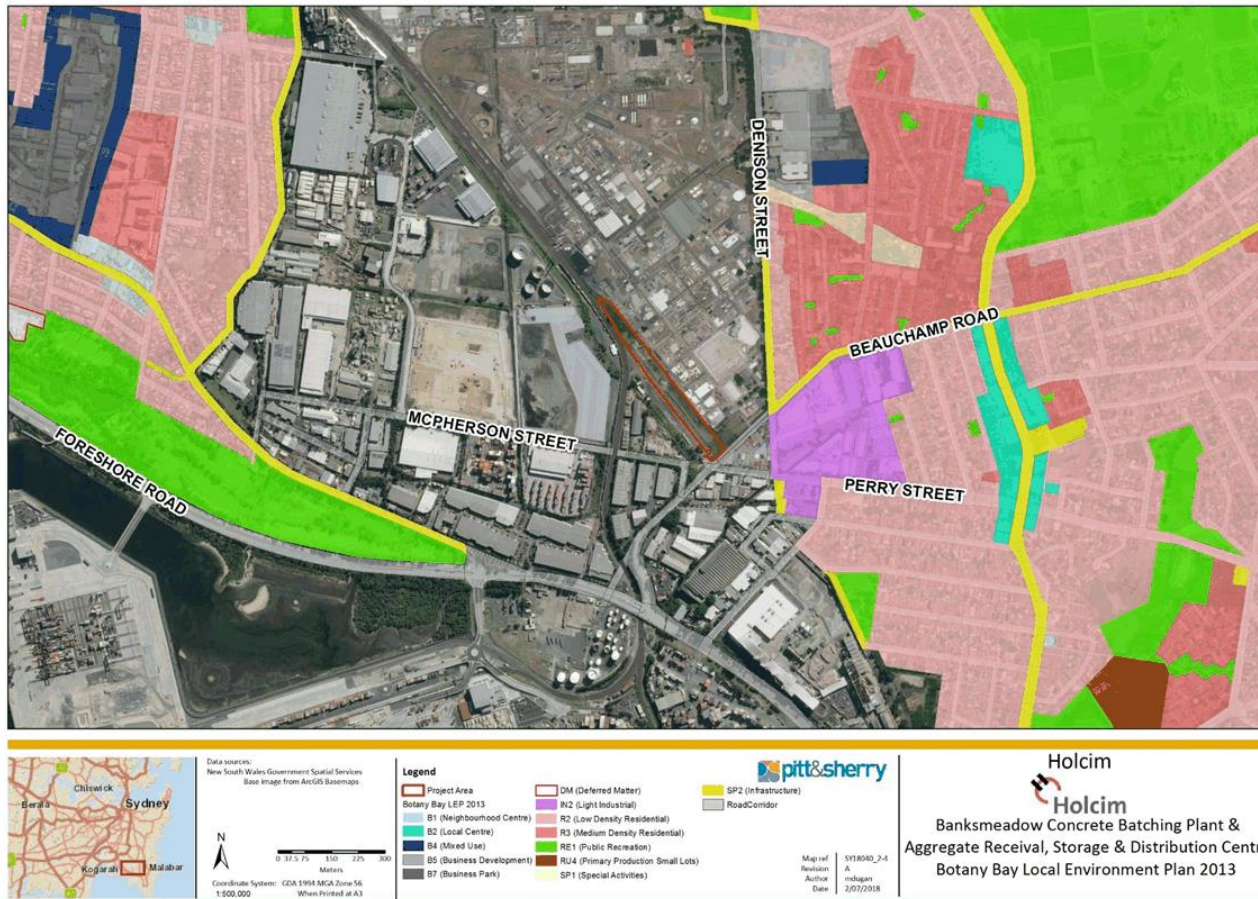 DENISON STREET
BEAUCHAMP ROAD
MCPHERSON STREET
PERRY STREET
FORESHORE ROAD
Chiswick
Sydney
Berala
Kogarah
Malabar
Data sources:
New South Wales Government Spatial Services
Base image from ArcGIS Basemaps
N
0 37.5 75 150 225 300
Meters
Coordinate System: GDA 1994 MGA Zone 56
1:500,000 When Printed at A3
Legend
Project Area
Botany Bay LEP 2013
B1 (Neighbourhood Centre)
B2 (Local Centre)
B4 (Mixed Use)
B5 (Business Development)
B7 (Business Park)
DM (Deferred Matter)
IN2 (Light Industrial)
R2 (Low Density Residential)
R3 (Medium Density Residential)
RE1 (Public Recreation)
RU4 (Primary Production Small Lots)
SP1 (Special Activities)
SP2 (Infrastructure)
RoadCorridor
pitt&sherry
Map ref SY18040_2-4
Revision A
Author mdugan
Date 2/07/2018
Holcim
Holcim
Banksmeadow Concrete Batching Plant &
Aggregate Receival, Storage & Distribution Centr
Botany Bay Local Environment Plan 2013